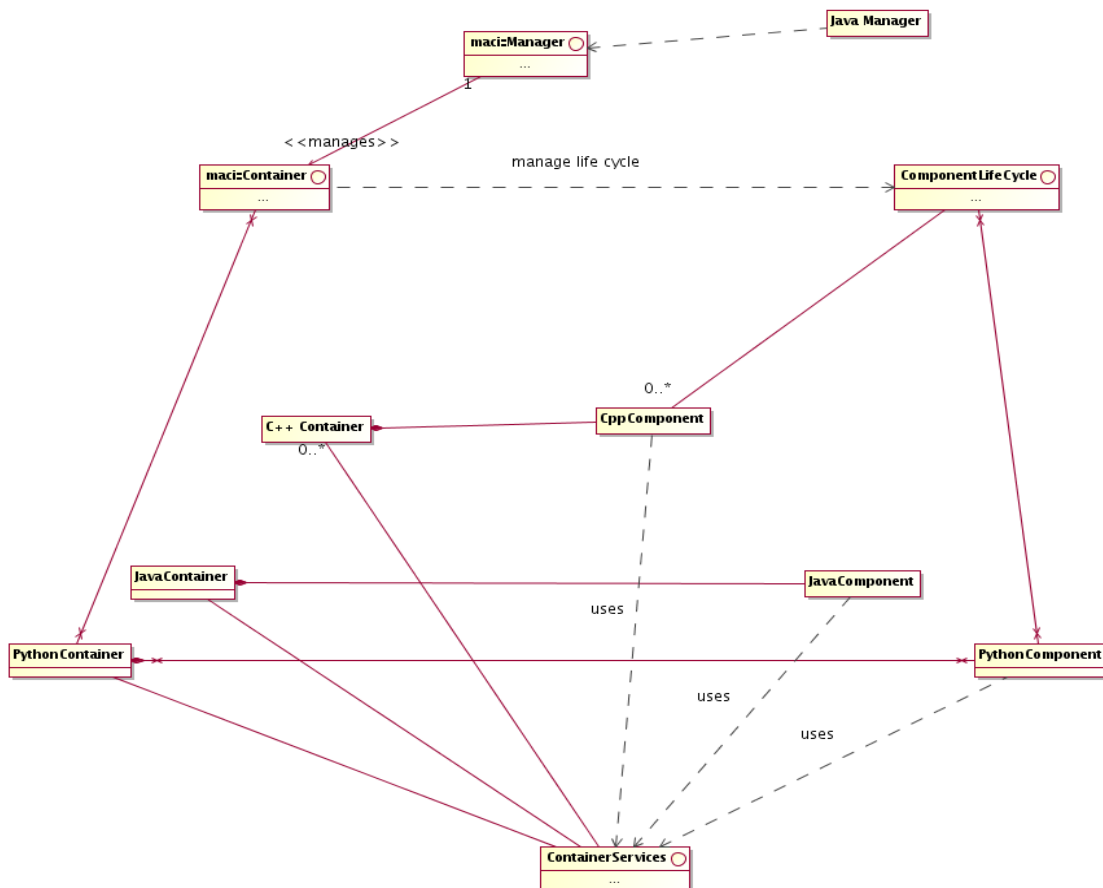 Java Manager
maci::Manager
...
1
<<manages>>
maci::Container
...
manage life cycle
ComponentLifeCycle
...
0..*
C++ Container
0..*
CppComponent
JavaContainer
JavaComponent
uses
PythonContainer
PythonComponent
uses
uses
ContainerServices
...